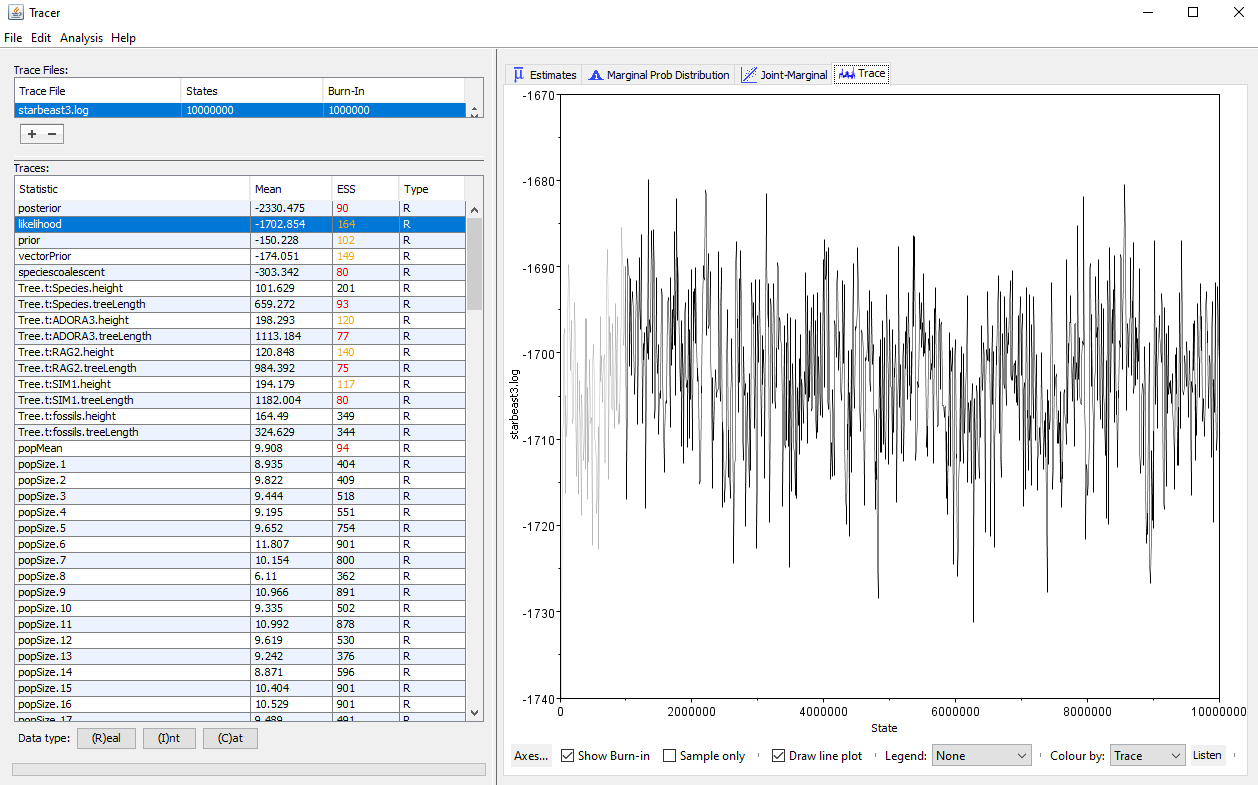 Tracer
File Edit Analysis Help
Trace Files:
Trace File States Burn-In
starbeast3.log 10000000 1000000
+ −
Traces:
Statistic Mean ESS Type
posterior -2330.475 90 R
likelihood -1702.854 164 R
prior -150.228 102 R
vectorPrior -174.051 149 R
speciescoalescent -303.342 80 R
Tree.t:Species.height 101.629 201 R
Tree.t:Species.treeLength 659.272 93 R
Tree.t:ADORA3.height 198.293 120 R
Tree.t:ADORA3.treeLength 1113.184 77 R
Tree.t:RAG2.height 120.848 140 R
Tree.t:RAG2.treeLength 984.392 75 R
Tree.t:SIM1.height 194.179 117 R
Tree.t:SIM1.treeLength 1182.004 80 R
Tree.t:fossils.height 164.49 349 R
Tree.t:fossils.treeLength 324.629 344 R
popMean 9.908 94 R
popSize.1 8.935 404 R
popSize.2 9.822 409 R
popSize.3 9.444 518 R
popSize.4 9.195 551 R
popSize.5 9.652 754 R
popSize.6 11.807 901 R
popSize.7 10.154 800 R
popSize.8 6.11 362 R
popSize.9 10.966 891 R
popSize.10 9.335 502 R
popSize.11 10.992 878 R
popSize.12 9.619 530 R
popSize.13 9.242 376 R
popSize.14 8.871 596 R
popSize.15 10.404 901 R
popSize.16 10.529 901 R
popSize.17 9.489 491 R
Data type: (R)eal (I)nt (C)at
μ Estimates Marginal Prob Distribution Joint-Marginal Trace
-1670
-1680
-1690
-1700
-1710
-1720
-1730
-1740
starbeast3.log
0 2000000 4000000 6000000 8000000 10000000
State
Axes... Show Burn-in Sample only Draw line plot Legend: None Colour by: Trace Listen